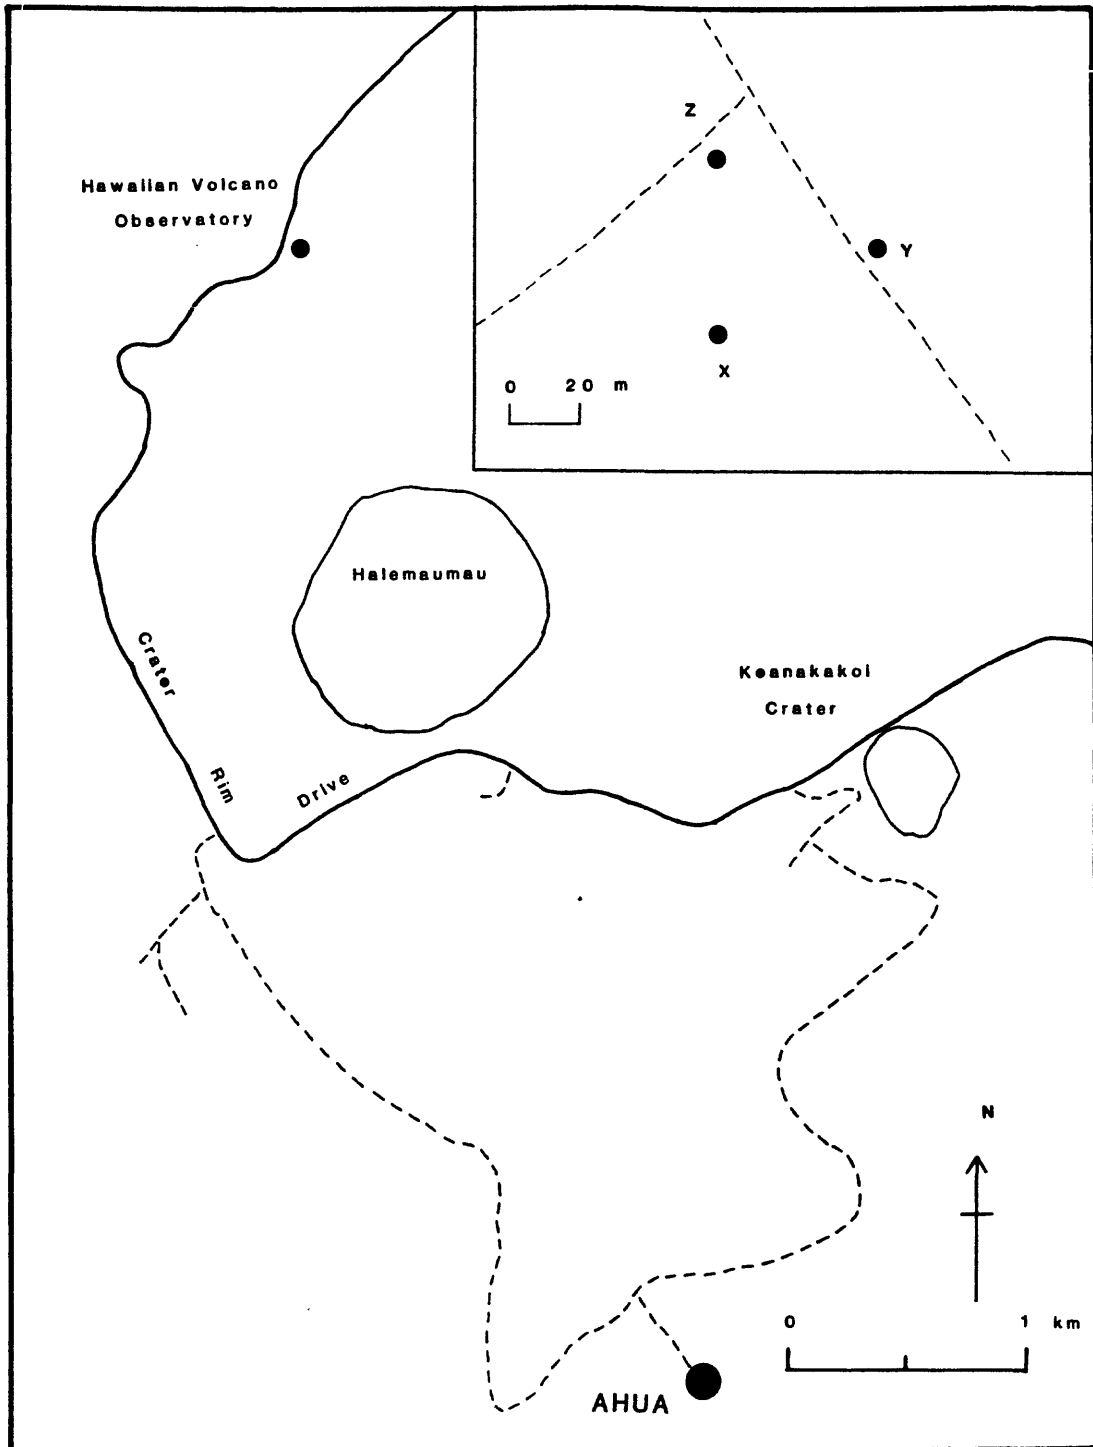 Z
Hawaiian Volcano
Observatory
Y
X
0 20 m
Halemaumau
Crater
Rim
Drive
Keanakakoi
Crater
N
0 1 km
AHUA